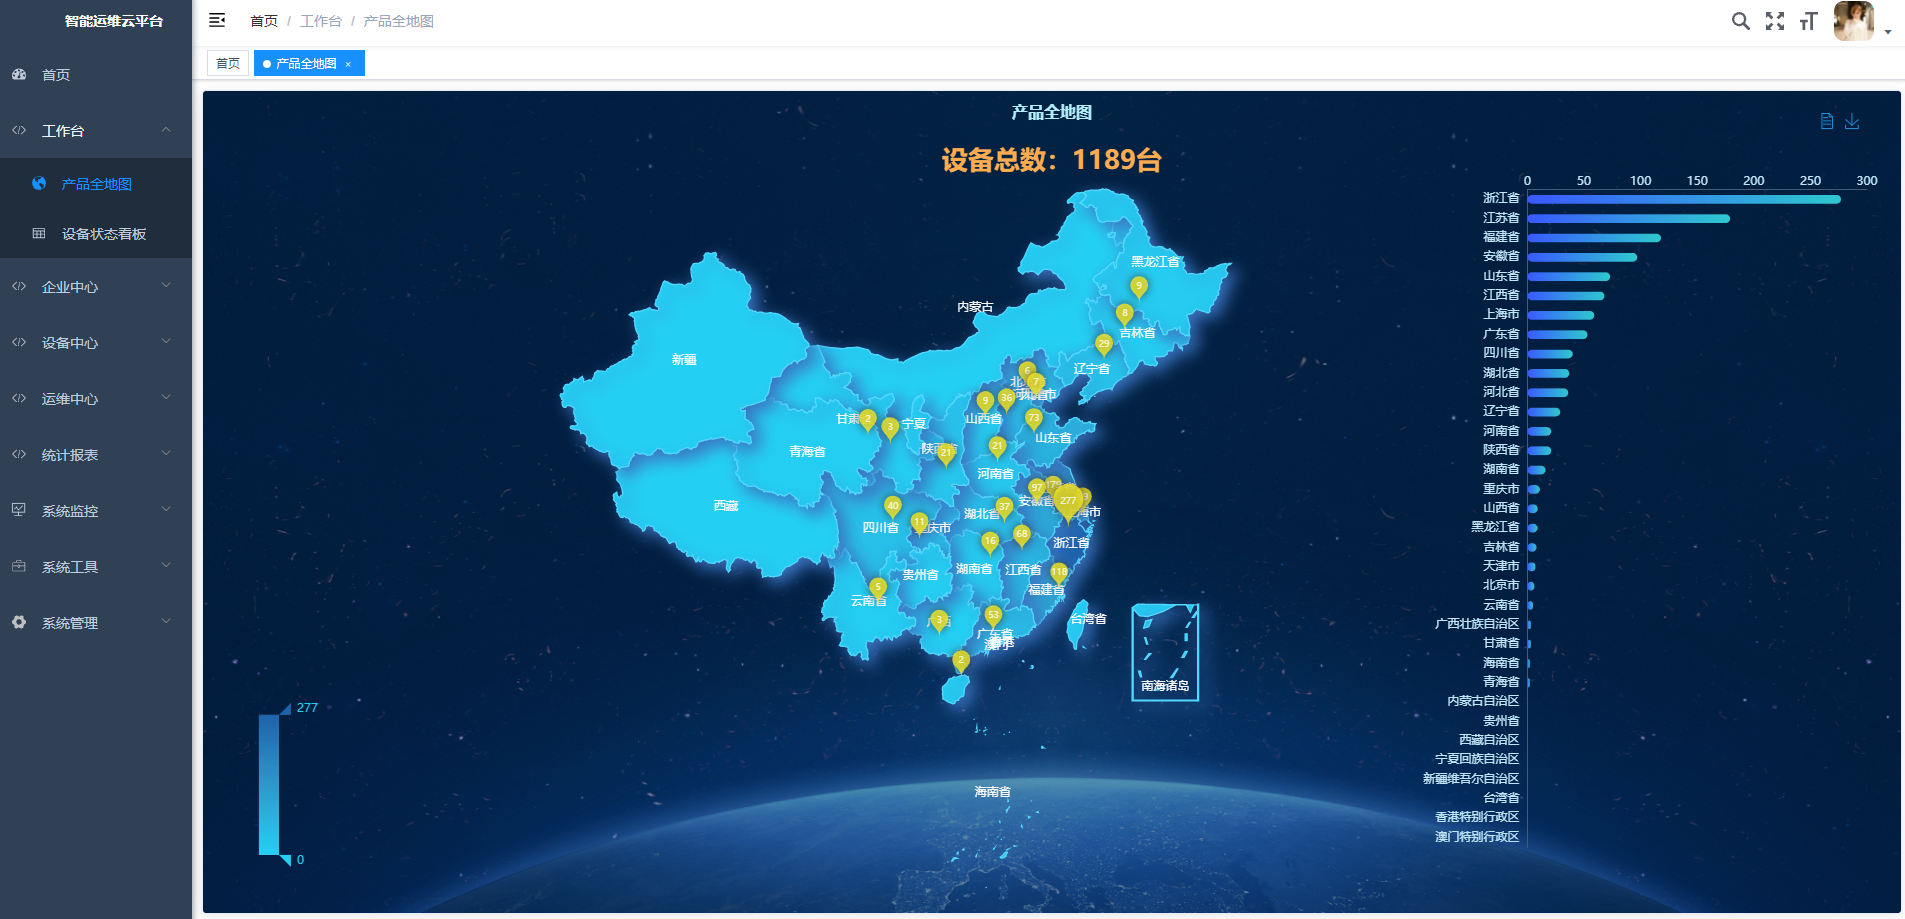 智能运维云平台
首页
工作台
产品全地图
设备状态看板
企业中心
设备中心
运维中心
统计报表
系统监控
系统工具
系统管理
首页 / 工作台 / 产品全地图
首页
产品全地图 ×
产品全地图
设备总数：1189台
黑龙江省
9
内蒙古
8
吉林省
29
辽宁省
新疆
6
7
9
36
山西省
73
山东省
甘肃
2
3
宁夏
21
21
青海省
河南省
西藏
97
277
40
四川省
11
湖北省
37
浙江省
16
68
湖南省
江西省
贵州省
118
福建省
5
云南省
3
53
广东省
台湾省
2
南海诸岛
海南省
277
0
0 50 100 150 200 250 300
浙江省
江苏省
福建省
安徽省
山东省
江西省
上海市
广东省
四川省
湖北省
河北省
辽宁省
河南省
陕西省
湖南省
重庆市
山西省
黑龙江省
吉林省
天津市
北京市
云南省
广西壮族自治区
甘肃省
海南省
青海省
内蒙古自治区
贵州省
西藏自治区
宁夏回族自治区
新疆维吾尔自治区
台湾省
香港特别行政区
澳门特别行政区